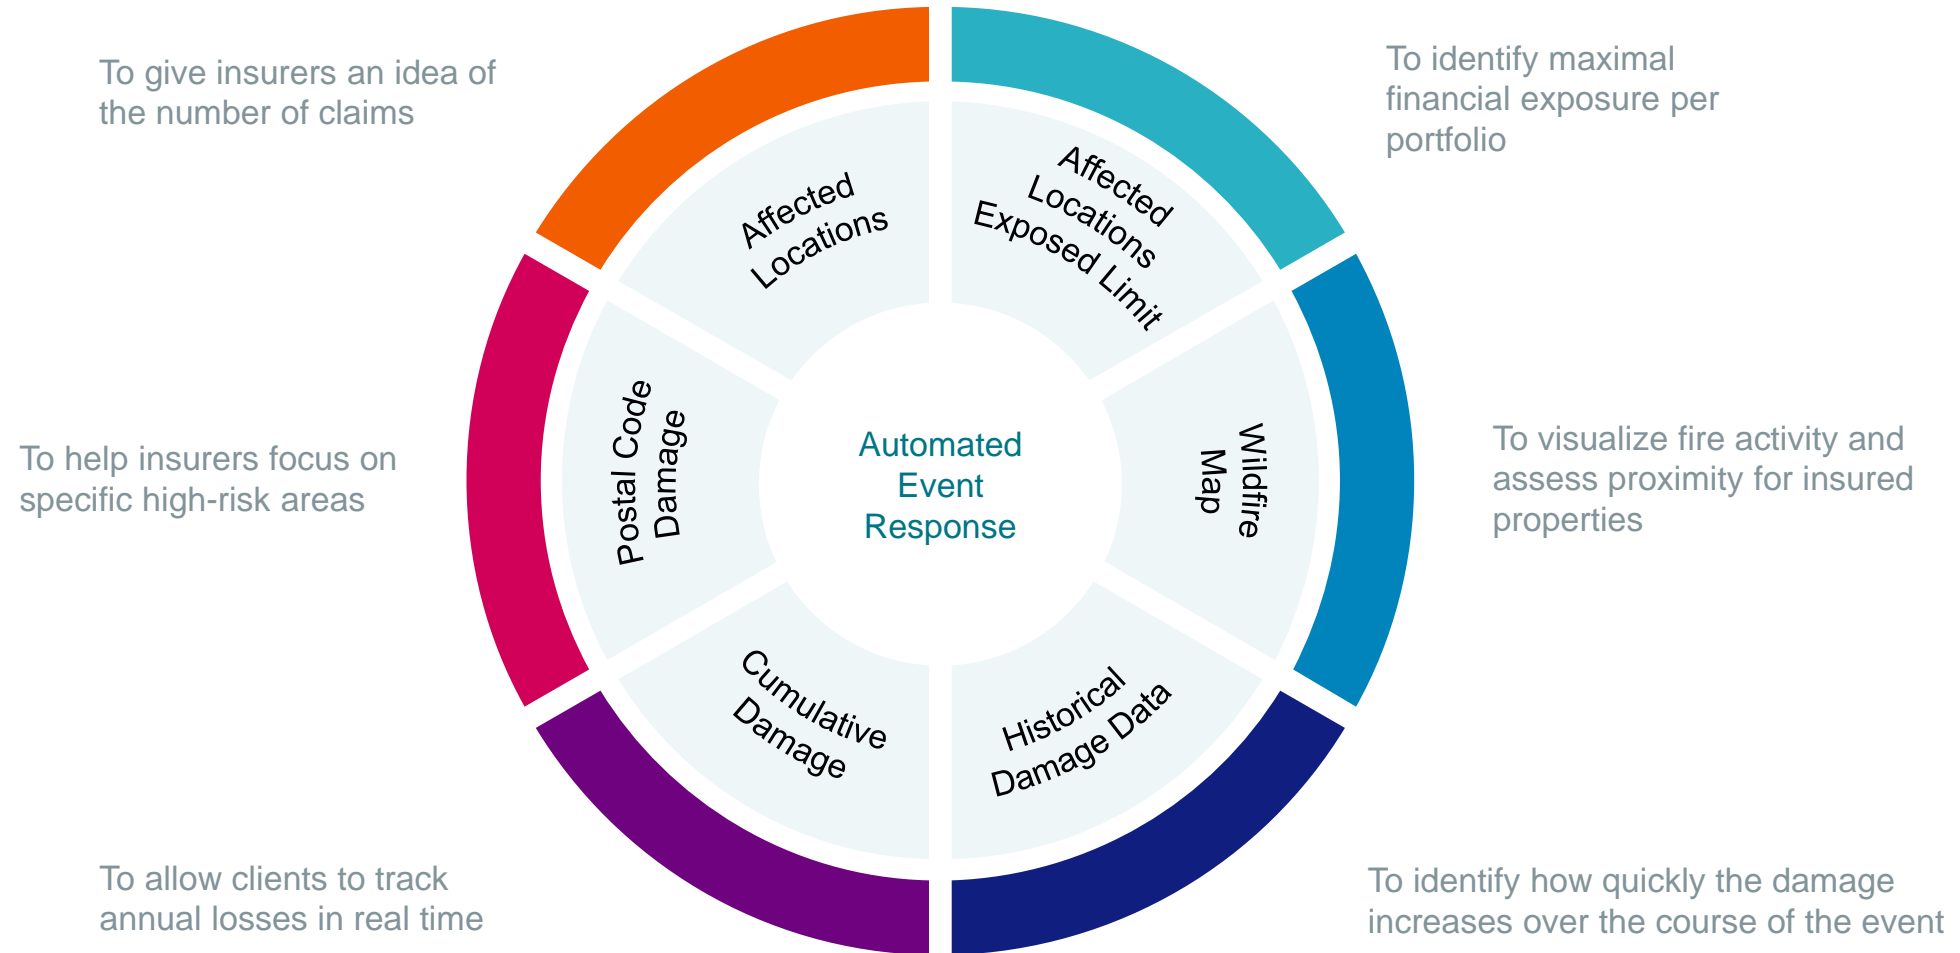 To give insurers an idea of
the number of claims
To identify maximal
financial exposure per
portfolio
Affected
Locations
Affected
Locations
Exposed Limit
To help insurers focus on
specific high-risk areas
Postal Code
Damage
Automated
Event
Response
Wildfire
Map
To visualize fire activity and
assess proximity for insured
properties
Cumulative
Damage
Historical
Damage Data
To allow clients to track
annual losses in real time
To identify how quickly the damage
increases over the course of the event